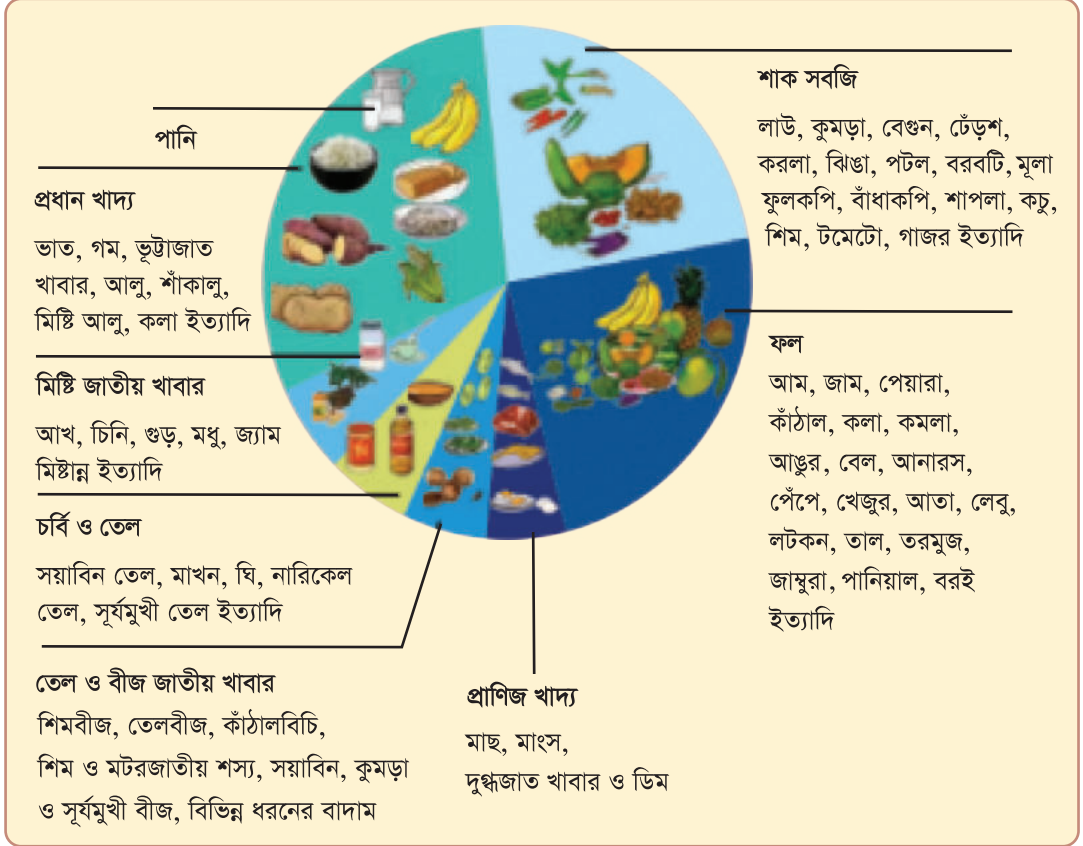 পানি
প্রধান খাদ্য
ভাত, গম, ভূট্টাজাত
খাবার, আলু, শাঁকালু,
মিষ্টি আলু, কলা ইত্যাদি
মিষ্টি জাতীয় খাবার
আখ, চিনি, গুড়, মধু, জ্যাম
মিষ্টান্ন ইত্যাদি
চর্বি ও তেল
সয়াবিন তেল, মাখন, ঘি, নারিকেল
তেল, সূর্যমুখী তেল ইত্যাদি
তেল ও বীজ জাতীয় খাবার
শিমবীজ, তেলবীজ, কাঁঠালবিচি,
শিম ও মটরজাতীয় শস্য, সয়াবিন, কুমড়া
ও সূর্যমুখী বীজ, বিভিন্ন ধরনের বাদাম
প্রাণিজ খাদ্য
মাছ, মাংস,
দুগ্ধজাত খাবার ও ডিম
শাক সবজি
লাউ, কুমড়া, বেগুন, ঢেঁড়শ,
করলা, ঝিঙা, পটল, বরবটি, মূলা
ফুলকপি, বাঁধাকপি, শাপলা, কচু,
শিম, টমেটো, গাজর ইত্যাদি
ফল
আম, জাম, পেয়ারা,
কাঁঠাল, কলা, কমলা,
আঙুর, বেল, আনারস,
পেঁপে, খেজুর, আতা, লেবু,
লটকন, তাল, তরমুজ,
জাম্বুরা, পানিয়াল, বরই
ইত্যাদি